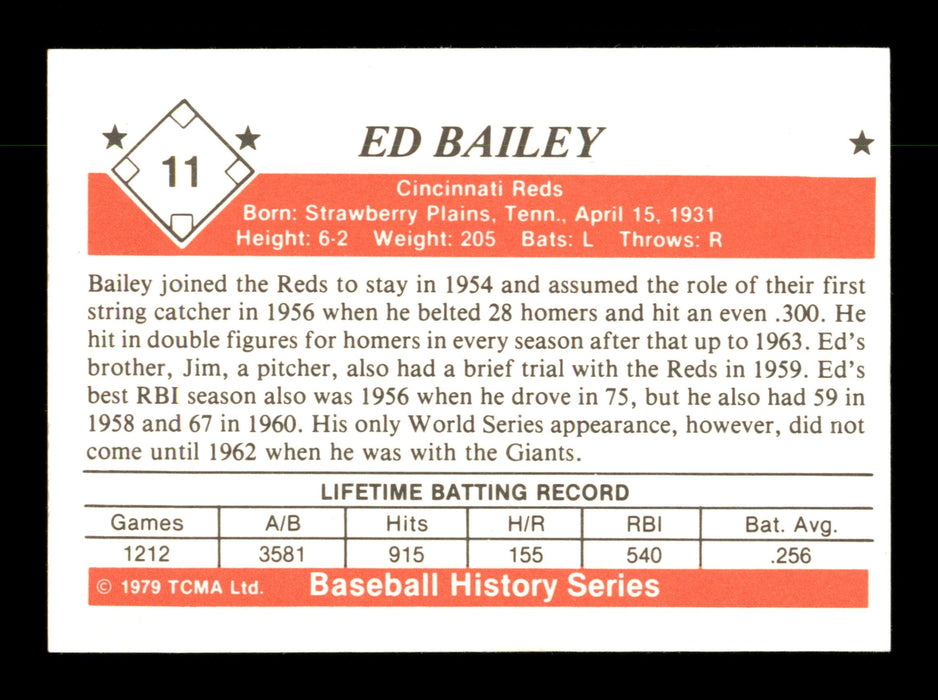 11
ED BAILEY
Cincinnati Reds
Born: Strawberry Plains, Tenn., April 15, 1931
Height: 6-2 Weight: 205 Bats: L Throws: R
Bailey joined the Reds to stay in 1954 and assumed the role of their first
string catcher in 1956 when he belted 28 homers and hit an even .300. He
hit in double figures for homers in every season after that up to 1963. Ed's
brother, Jim, a pitcher, also had a brief trial with the Reds in 1959. Ed's
best RBI season also was 1956 when he drove in 75, but he also had 59 in
1958 and 67 in 1960. His only World Series appearance, however, did not
come until 1962 when he was with the Giants.
LIFETIME BATTING RECORD
Games A/B Hits H/R RBI Bat. Avg.
1212 3581 915 155 540 .256
© 1979 TCMA Ltd. Baseball History Series